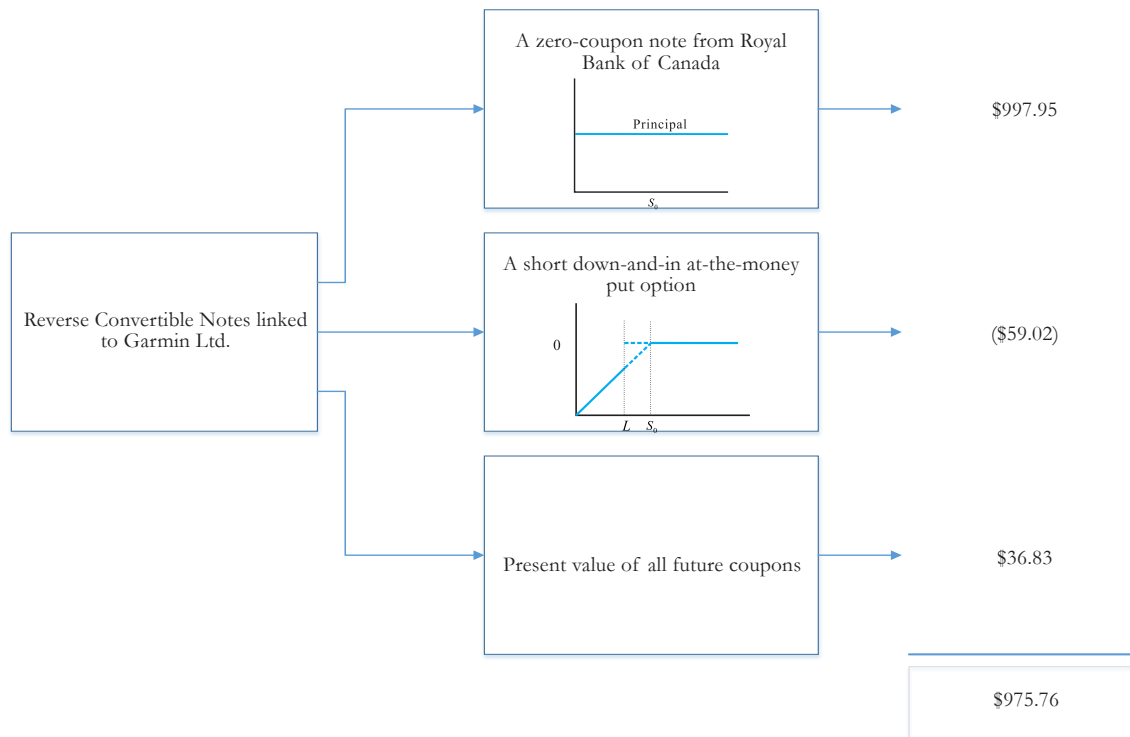 A zero-coupon note from Royal
Bank of Canada
Principal
S₀
$997.95
Reverse Convertible Notes linked
to Garmin Ltd.
A short down-and-in at-the-money
put option
0
L S₀
($59.02)
Present value of all future coupons
$36.83
$975.76